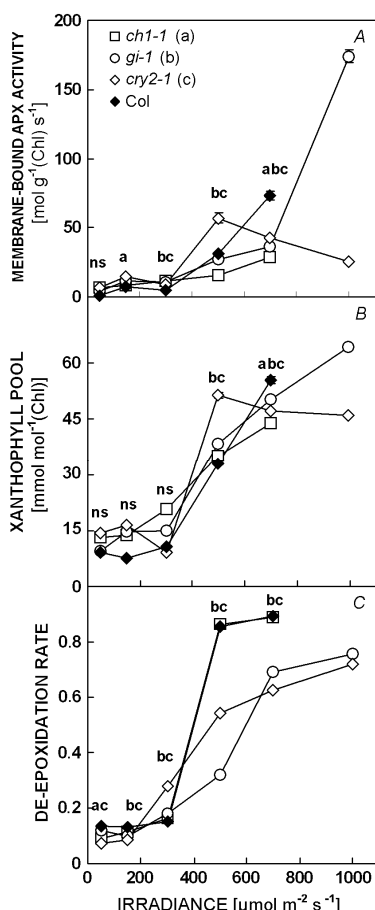 MEMBRANE-BOUND APX ACTIVITY
[mol g⁻¹(Chl) s⁻¹]
200
150
100
50
0
A
ch1-1 (a)
gi-1 (b)
cry2-1 (c)
Col
ns
a
bc
bc
abc
XANTHOPHYLL POOL
[mmol mol⁻¹(Chl)]
60
45
30
15
0
B
ns
ns
ns
bc
abc
DE-EPOXIDATION RATE
0.8
0.6
0.4
0.2
0
C
ac
bc
bc
bc
bc
0 200 400 600 800 1000
IRRADIANCE [µmol m⁻² s⁻¹]